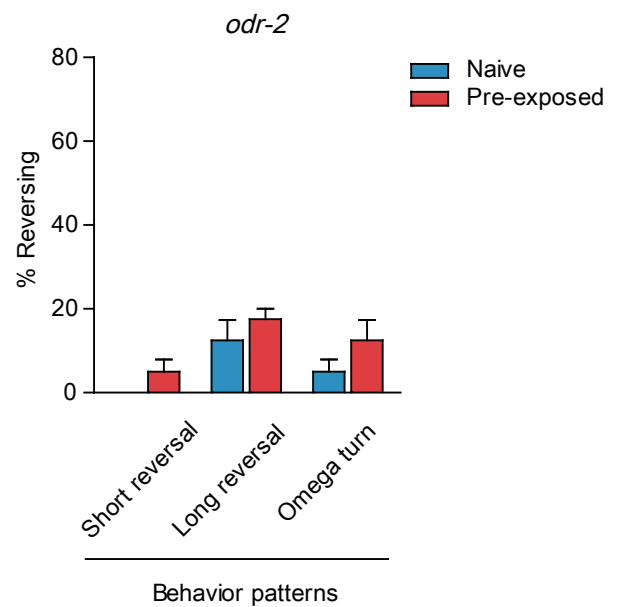 odr-2
Naive
Pre-exposed
% Reversing
80
60
40
20
0
Short reversal
Long reversal
Omega turn
Behavior patterns